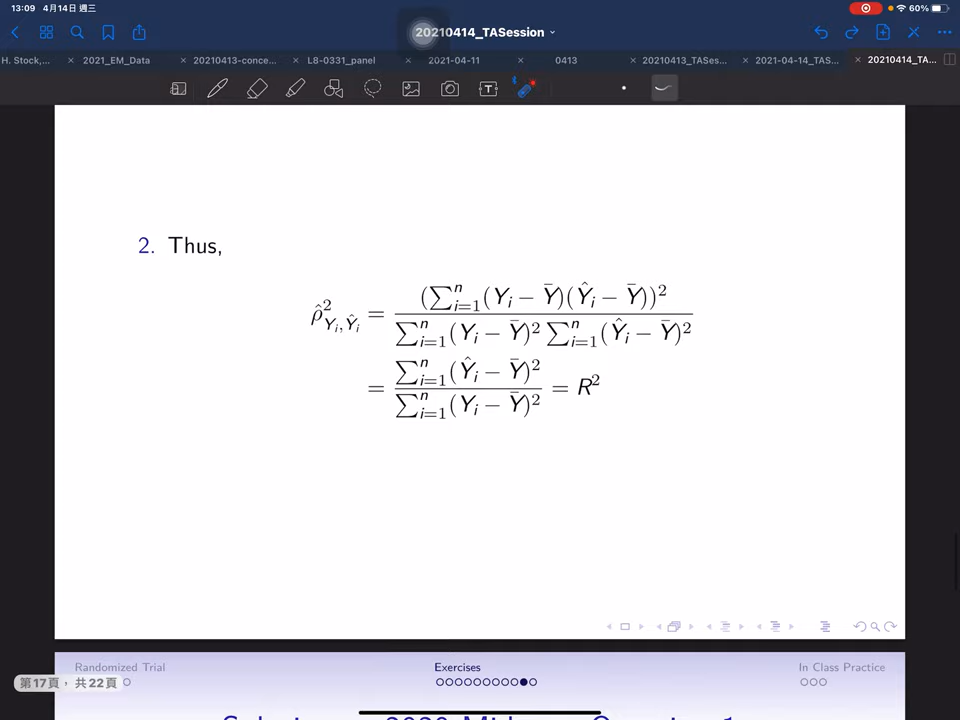 13:09 4月14日 週三 60%
20210414_TASession
H. Stock,... 2021_EM_Data 20210413-conce... L8-0331_panel 2021-04-11 0413 20210413_TASes... 2021-04-14_TAS... 20210414_TA...
2. Thus,
ρ̂²_{Y_i,Ŷ_i} = (∑_{i=1}^n (Y_i − Ȳ)(Ŷ_i − Ȳ))² / ∑_{i=1}^n (Y_i − Ȳ)² ∑_{i=1}^n (Ŷ_i − Ȳ)²
= ∑_{i=1}^n (Ŷ_i − Ȳ)² / ∑_{i=1}^n (Y_i − Ȳ)² = R²
Randomized Trial Exercises In Class Practice
第17頁,共22頁